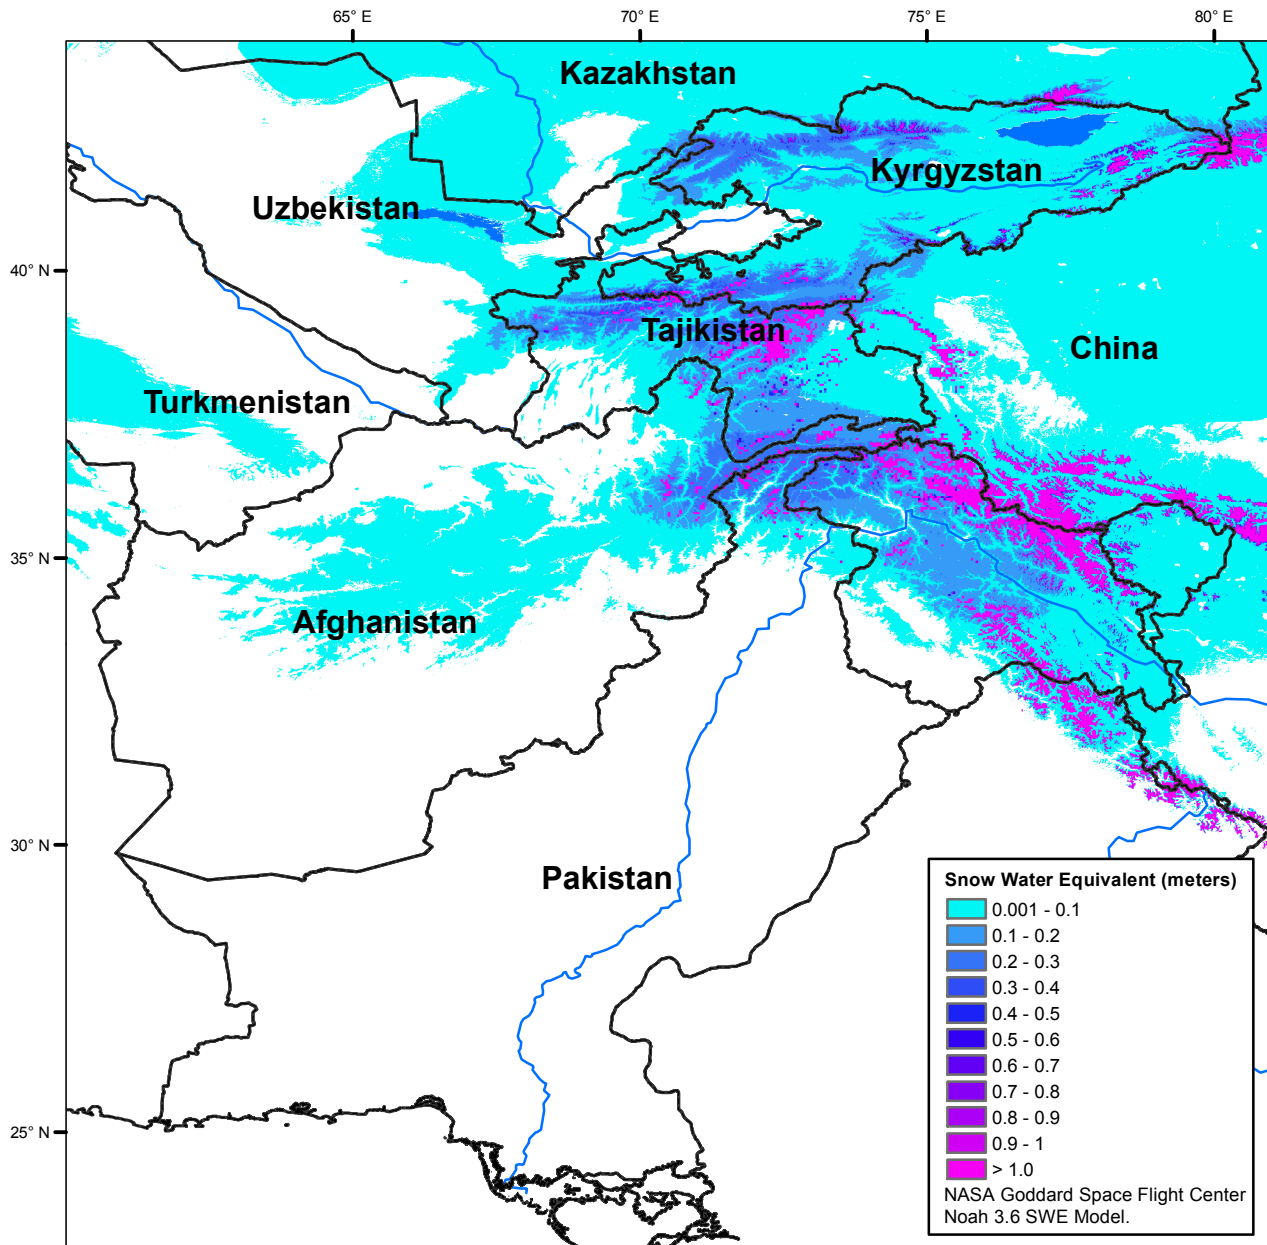 65° E
70° E
75° E
80° E
Kazakhstan
Kyrgyzstan
Uzbekistan
40° N
Tajikistan
China
Turkmenistan
35° N
Afghanistan
30° N
Pakistan
25° N
Snow Water Equivalent (meters)
0.001 - 0.1
0.1 - 0.2
0.2 - 0.3
0.3 - 0.4
0.4 - 0.5
0.5 - 0.6
0.6 - 0.7
0.7 - 0.8
0.8 - 0.9
0.9 - 1
> 1.0
NASA Goddard Space Flight Center
Noah 3.6 SWE Model.